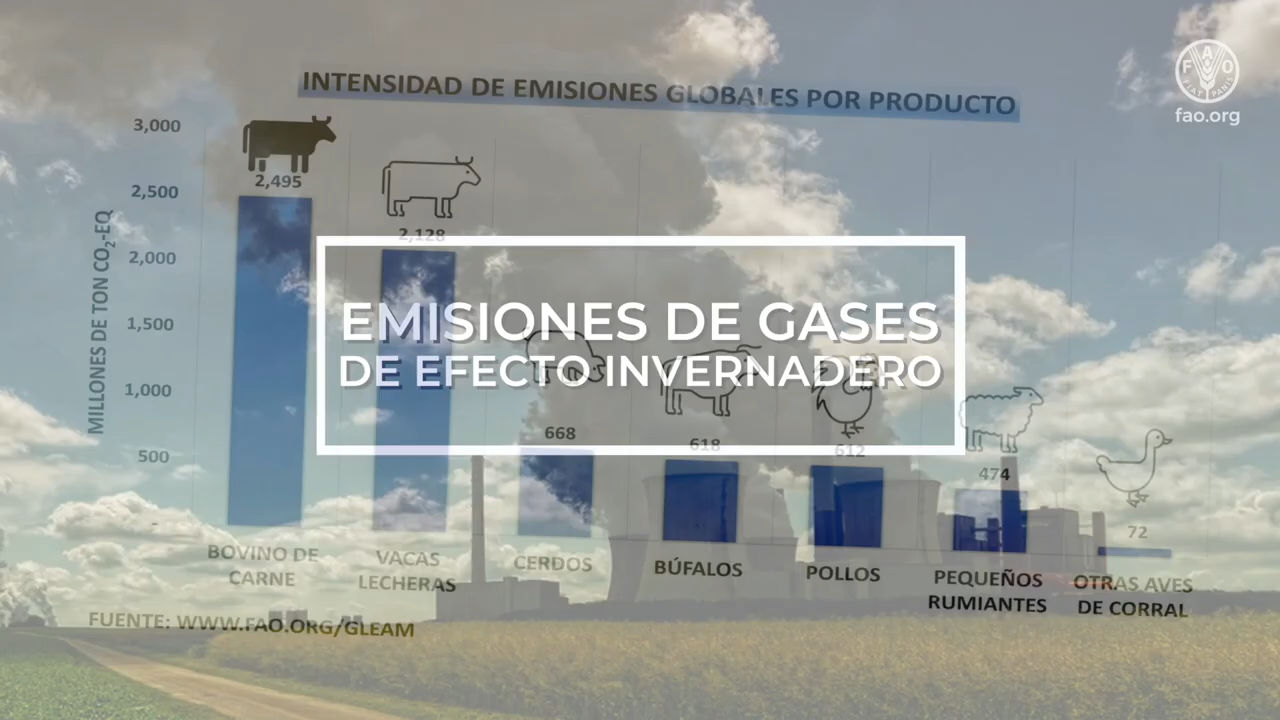 INTENSIDAD DE EMISIONES GLOBALES POR PRODUCTO
FAO
FIAT PANIS
fao.org
MILLONES DE TON CO₂-EQ
3,000
2,500
2,000
1,500
1,000
500
2,495
2,128
668
618
612
474
72
EMISIONES DE GASES
DE EFECTO INVERNADERO
BOVINO DE
CARNE
VACAS
LECHERAS
CERDOS
BÚFALOS
POLLOS
PEQUEÑOS
RUMIANTES
OTRAS AVES
DE CORRAL
FUENTE: WWW.FAO.ORG/GLEAM